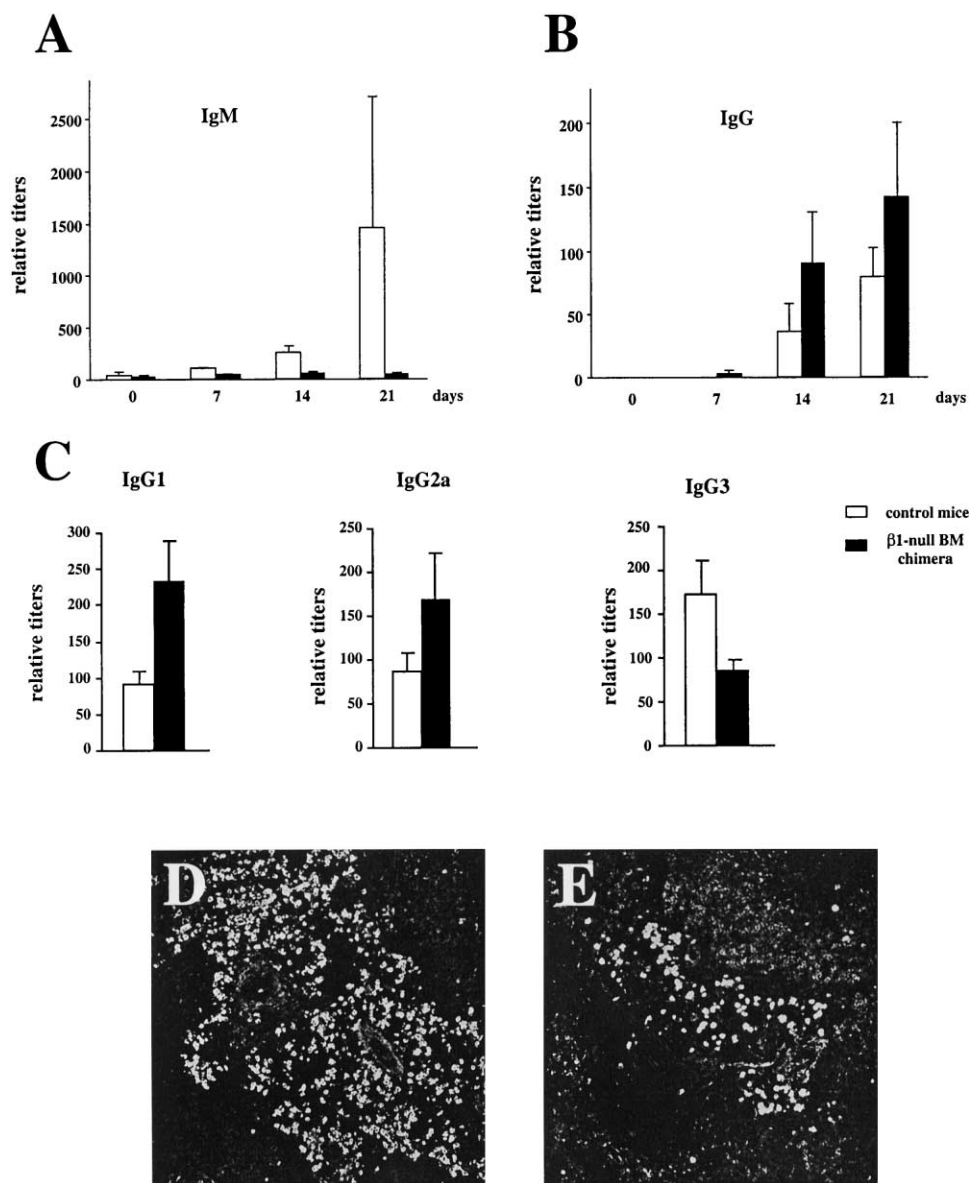 A
IgM
relative titers
2500
2000
1500
1000
500
0
0 7 14 21 days
B
IgG
relative titers
200
150
100
50
0
0 7 14 21 days
C
IgG1
relative titers
300
250
200
150
100
50
0
IgG2a
relative titers
250
200
150
100
50
0
IgG3
relative titers
250
200
150
100
50
0
control mice
β1-null BM
chimera
D
E